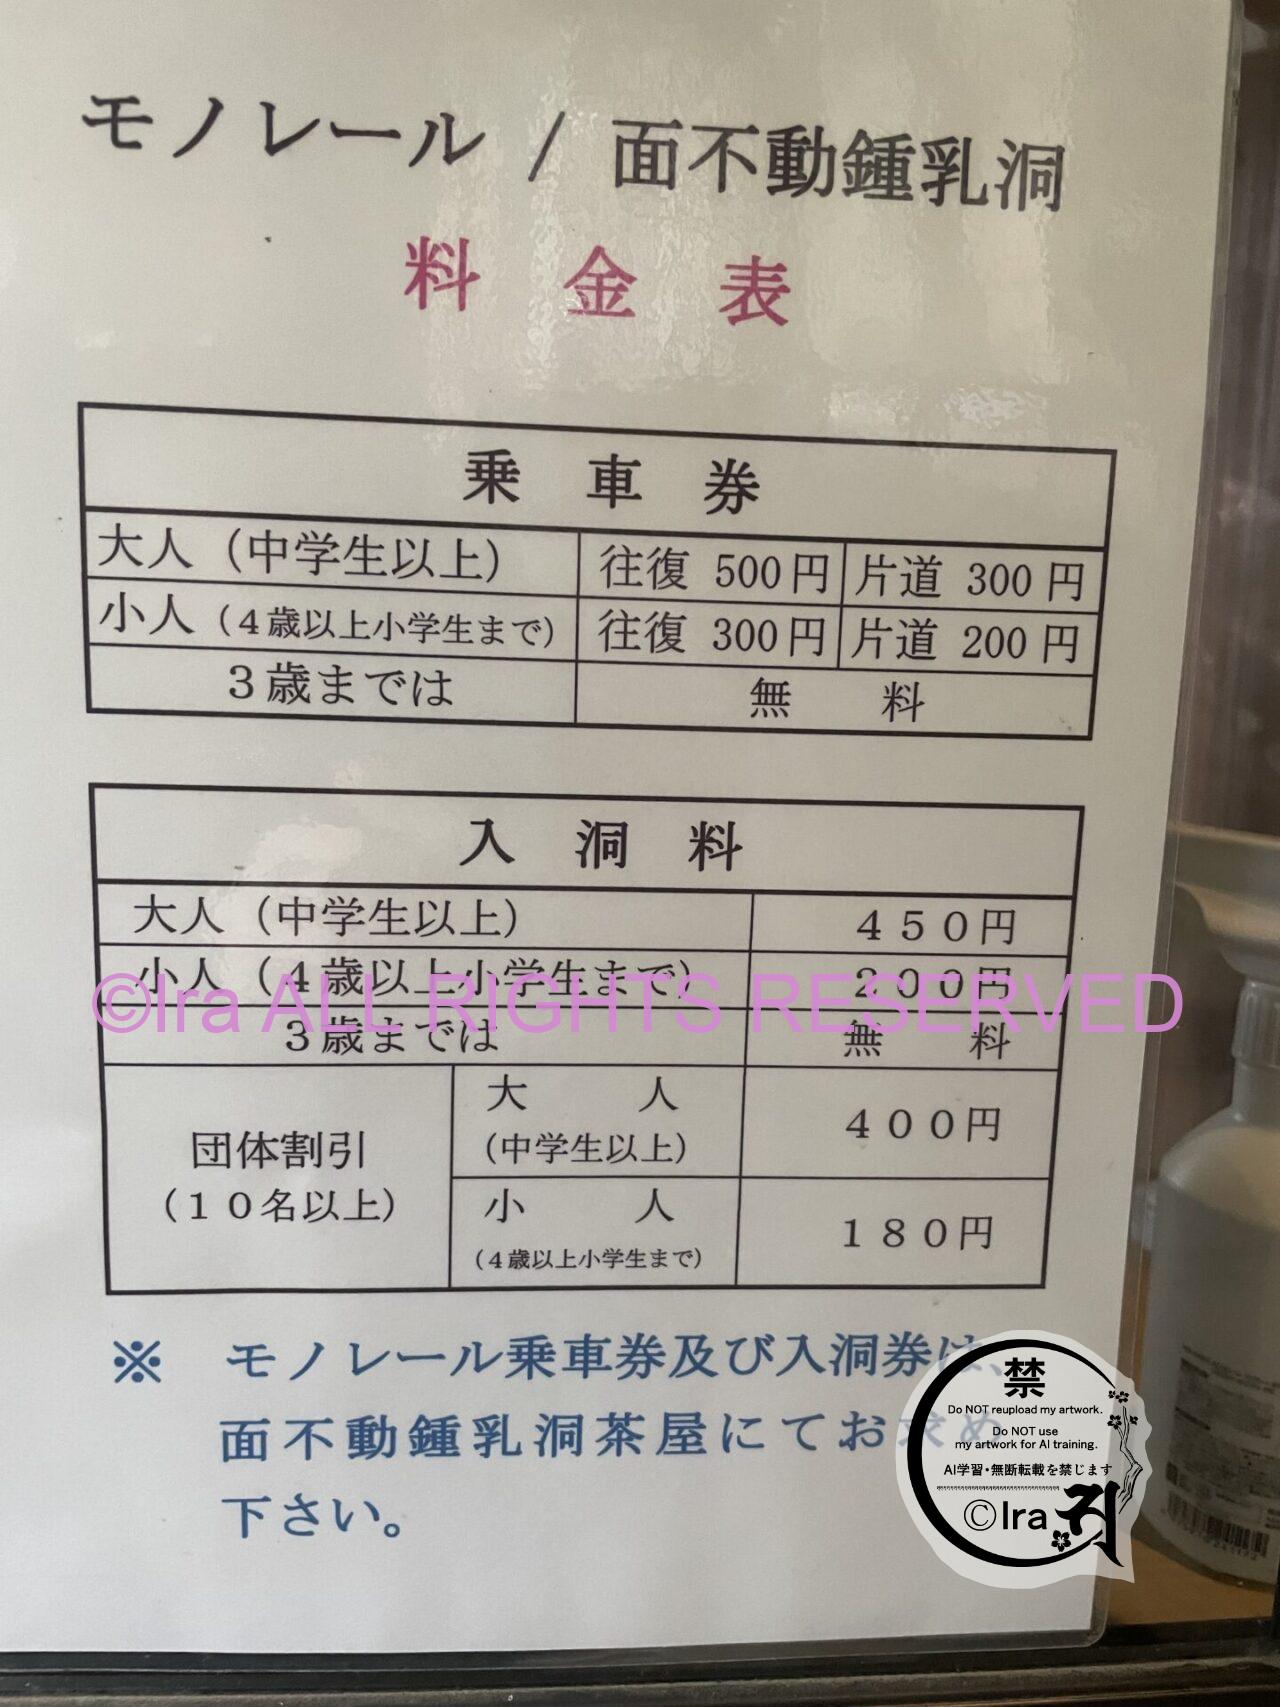 モノレール / 面不動鍾乳洞
料金表
乗車券
大人（中学生以上） 往復 500円 片道 300円
小人（4歳以上小学生まで） 往復 300円 片道 200円
3歳までは 無料
入洞料
大人（中学生以上） 450円
小人（4歳以上小学生まで） 200円
©Ira ALL RIGHTS RESERVED
3歳までは 無料
団体割引
（10名以上）
大人
（中学生以上）
400円
小人
（4歳以上小学生まで）
180円
※ モノレール乗車券及び入洞券は、
面不動鍾乳洞茶屋にてお求め
下さい。
禁
Do NOT reupload my artwork.
Do NOT use
my artwork for AI training.
AI学習・無断転載を禁じます
©Ira